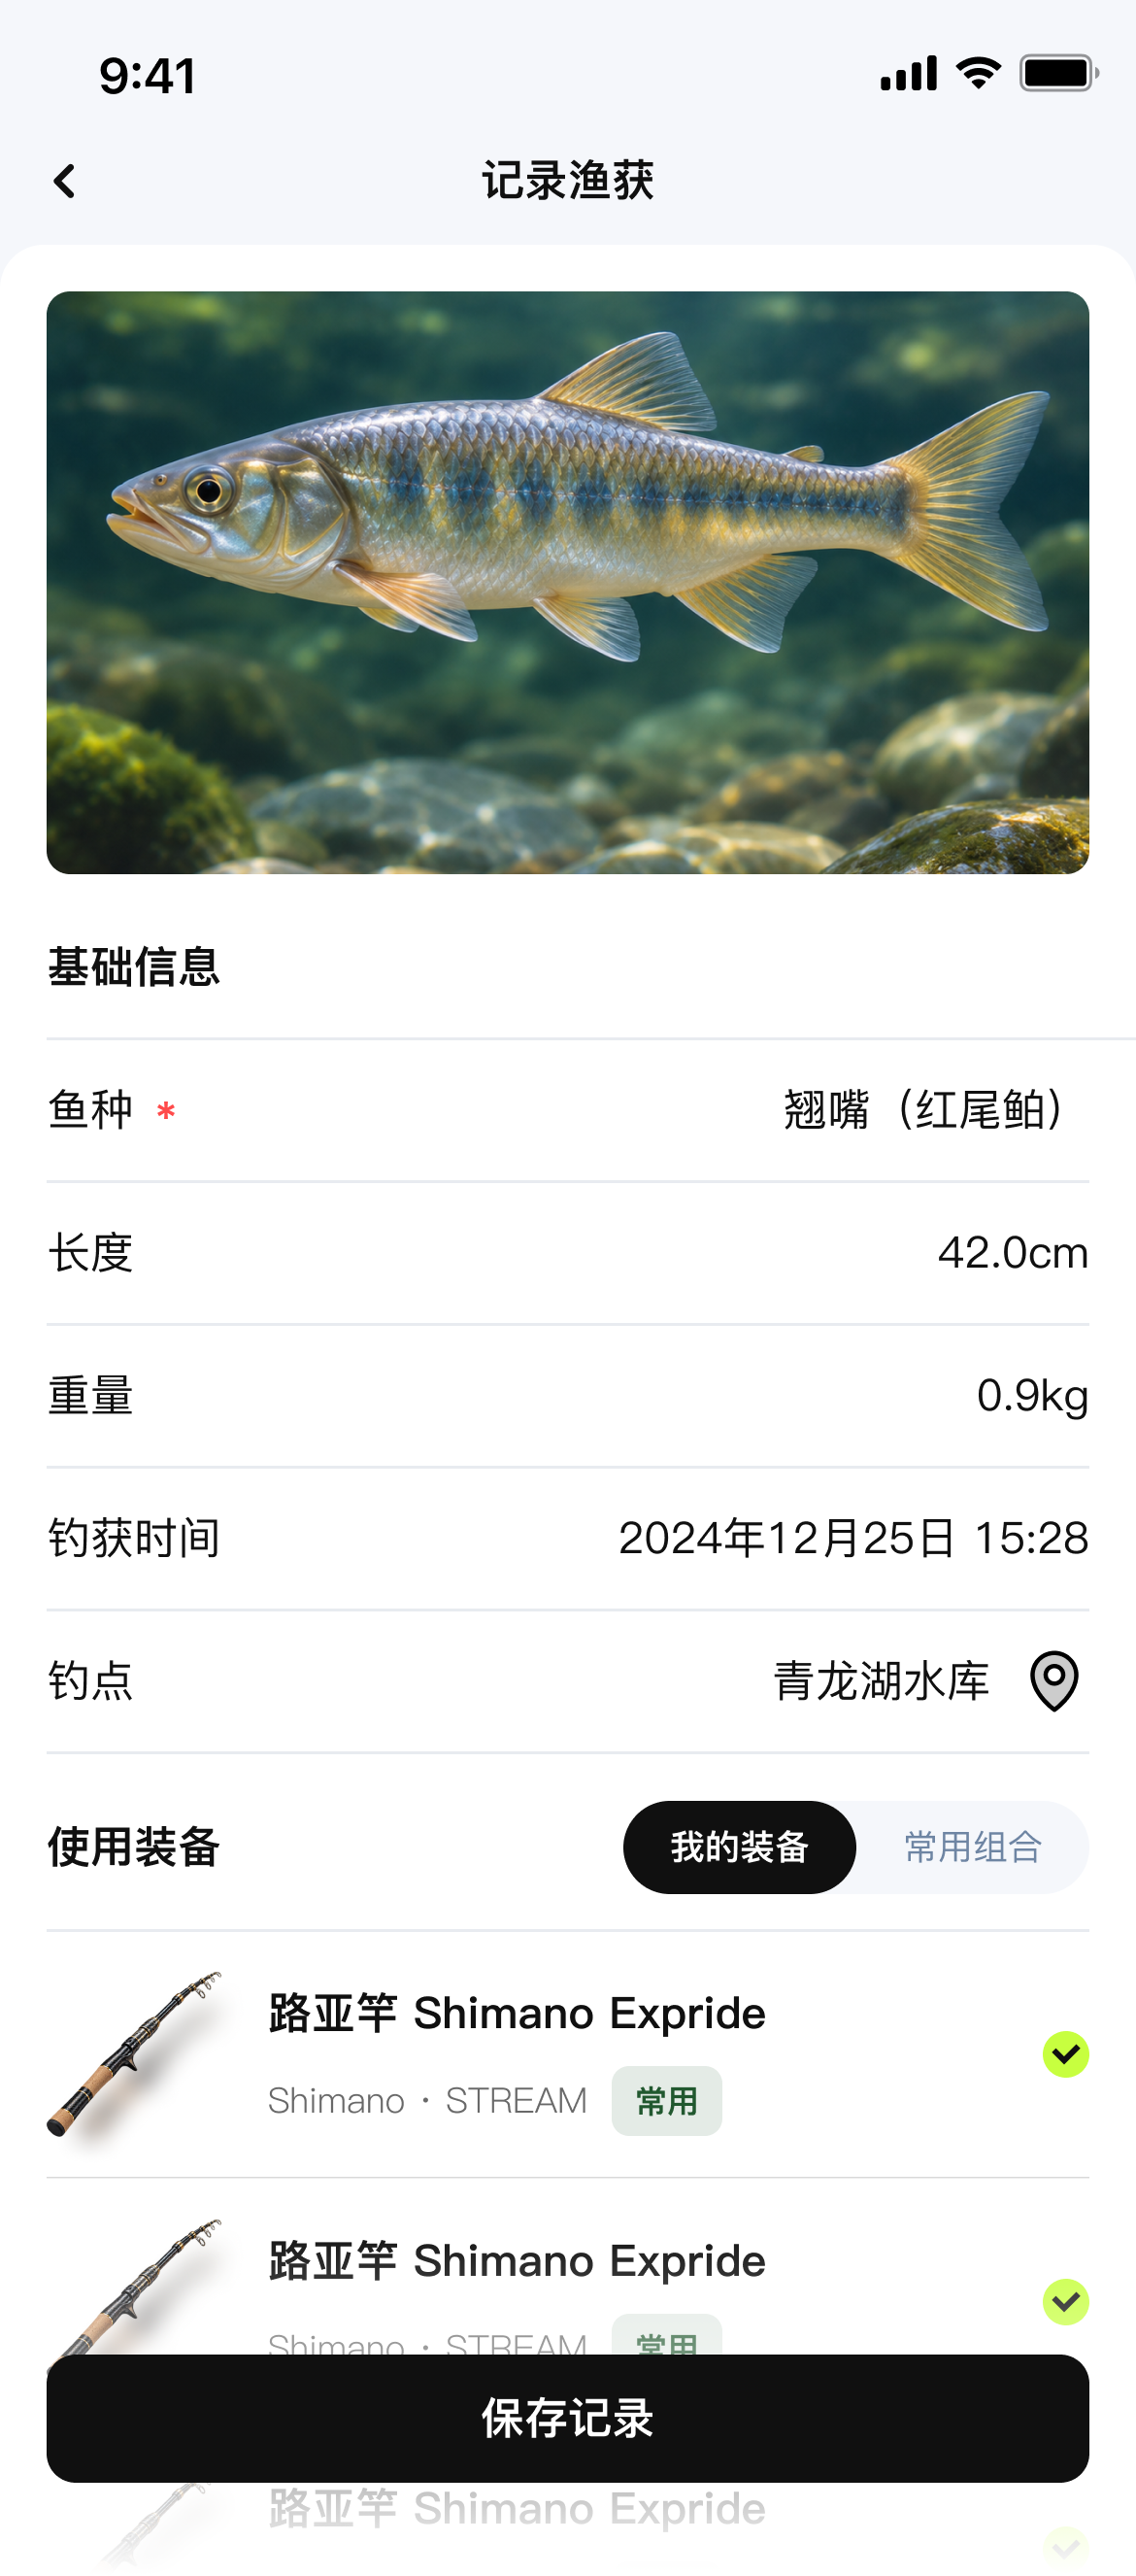 9:41
记录渔获
基础信息
鱼种 * 翘嘴（红尾鲌）
长度 42.0cm
重量 0.9kg
钓获时间 2024年12月25日 15:28
钓点 青龙湖水库
使用装备 我的装备 常用组合
路亚竿 Shimano Expride
Shimano · STREAM 常用
路亚竿 Shimano Expride
Shimano · STREAM 常用
保存记录
路亚竿 Shimano Expride